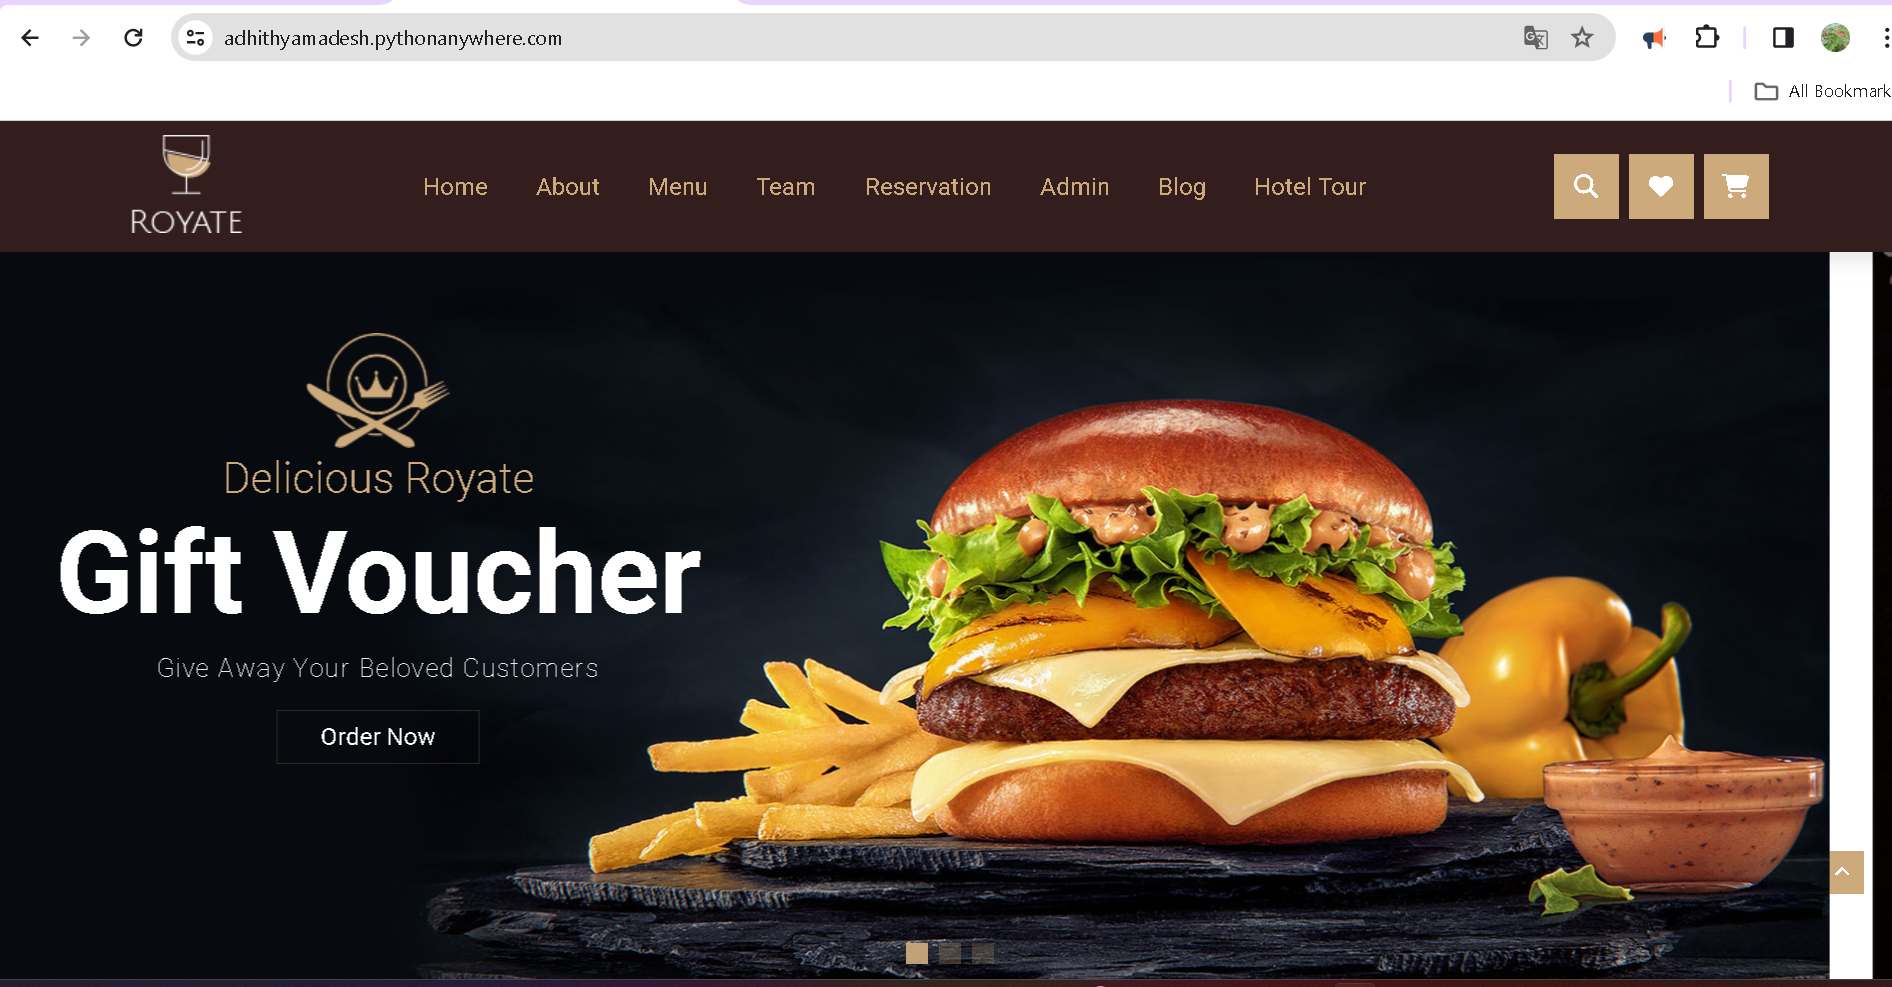 adhithyamadesh.pythonanywhere.com
All Bookmark
ROYATE
Home About Menu Team Reservation Admin Blog Hotel Tour
Delicious Royate
Gift Voucher
Give Away Your Beloved Customers
Order Now